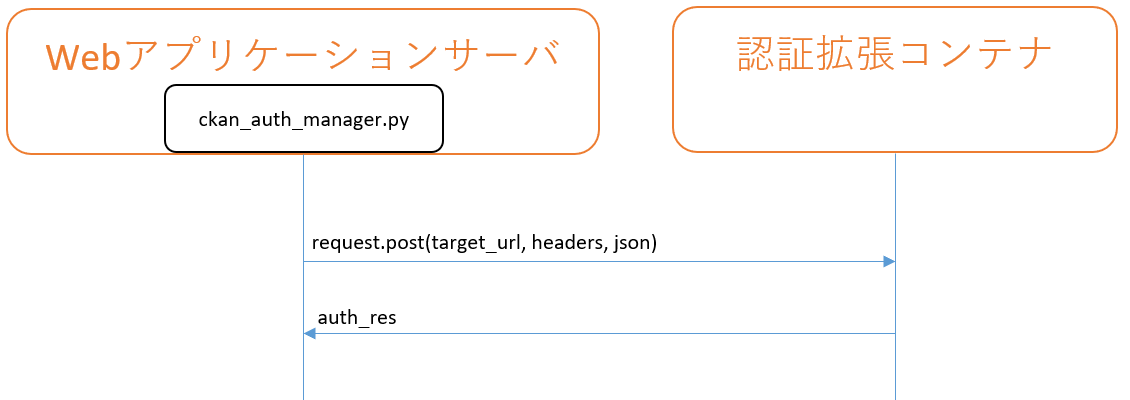 Webアプリケーションサーバ
認証拡張コンテナ
ckan_auth_manager.py
request.post(target_url, headers, json)
auth_res